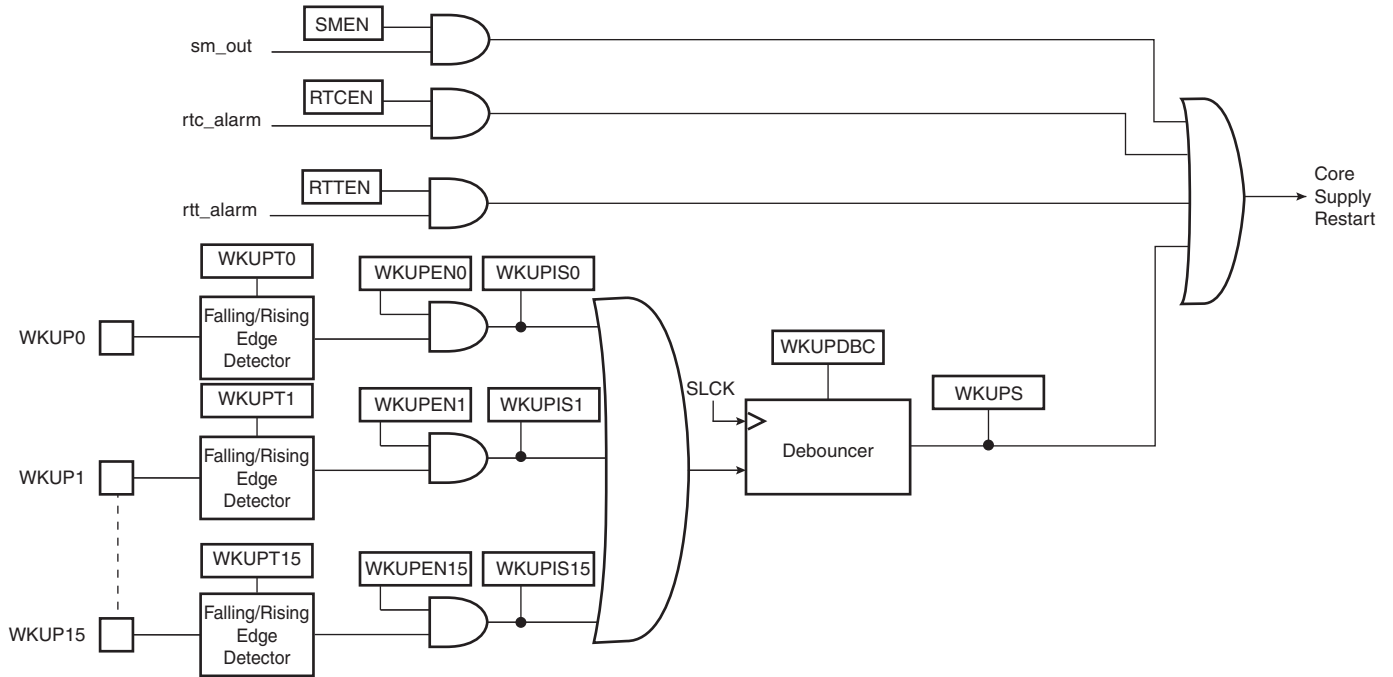 SMEN
sm_out
RTCEN
rtc_alarm
RTTEN
rtt_alarm
Core
Supply
Restart
WKUPT0
WKUPEN0
WKUPIS0
WKUP0
Falling/Rising
Edge
Detector
WKUPDBC
SLCK
Debouncer
WKUPS
WKUPT1
WKUPEN1
WKUPIS1
WKUP1
Falling/Rising
Edge
Detector
WKUPT15
WKUPEN15
WKUPIS15
WKUP15
Falling/Rising
Edge
Detector